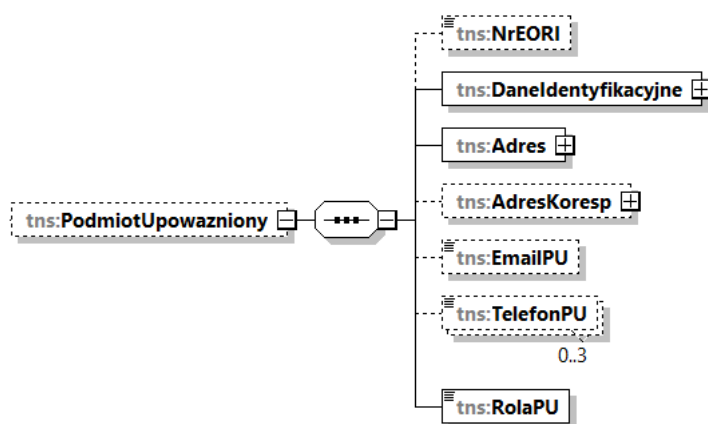 tns:NrEORI
tns:DaneIdentyfikacyjne
tns:Adres
tns:PodmiotUpowazniony
tns:AdresKoresp
tns:EmailPU
tns:TelefonPU
0..3
tns:RolaPU